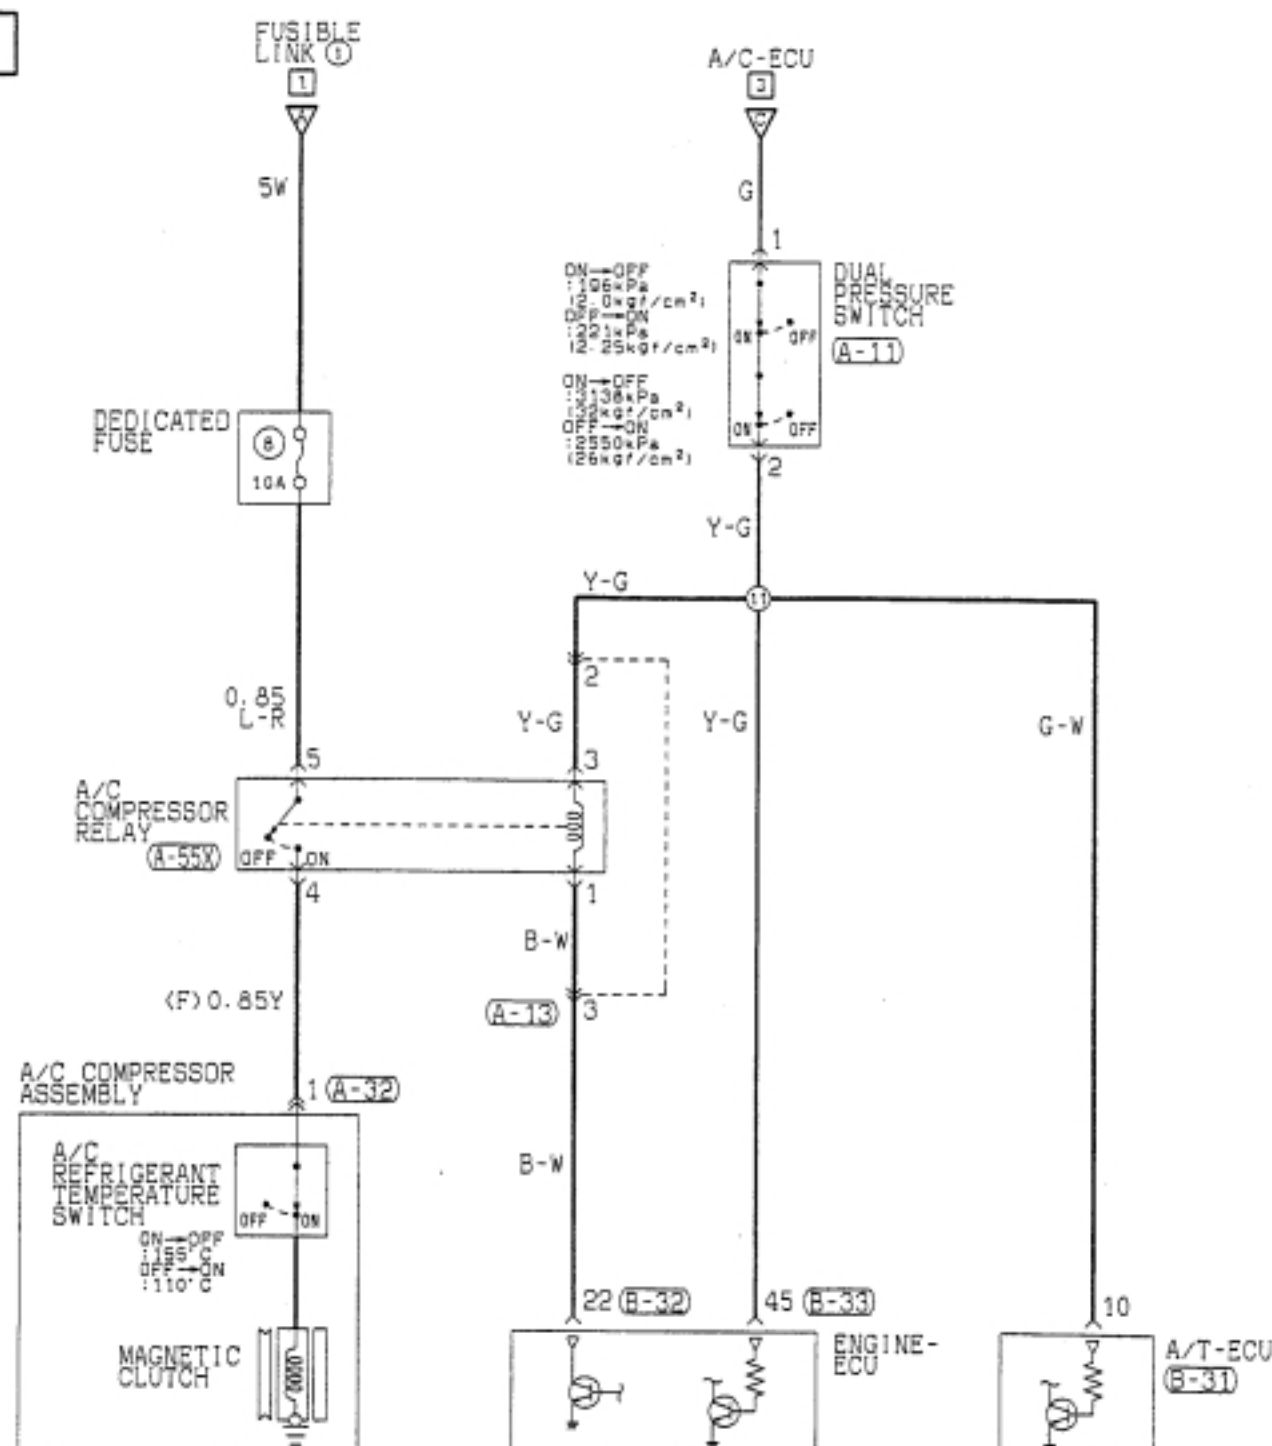 FUSIBLE
LINK ①
1
A
5W
A/C-ECU
3
C
G
1
ON→OFF
:196kPa
(2.0kgf/cm²)
OFF→ON
:221kPa
(2.25kgf/cm²)
ON→OFF
:3138kPa
(32kgf/cm²)
OFF→ON
:2550kPa
(26kgf/cm²)
ON OFF
ON OFF
DUAL
PRESSURE
SWITCH
A-11
2
DEDICATED
FUSE
⑧
10A
Y-G
Y-G
11
2
0.85
L-R
Y-G
Y-G
G-W
5
3
A/C
COMPRESSOR
RELAY
A-55X
OFF ON
4
1
B-W
<F>0.85Y
A-13
3
A/C COMPRESSOR
ASSEMBLY
1 A-32
A/C
REFRIGERANT
TEMPERATURE
SWITCH
OFF ON
ON→OFF
:155°C
OFF→ON
:110°C
B-W
22 B-32
45 B-33
10
MAGNETIC
CLUTCH
ENGINE-
ECU
A/T-ECU
B-31